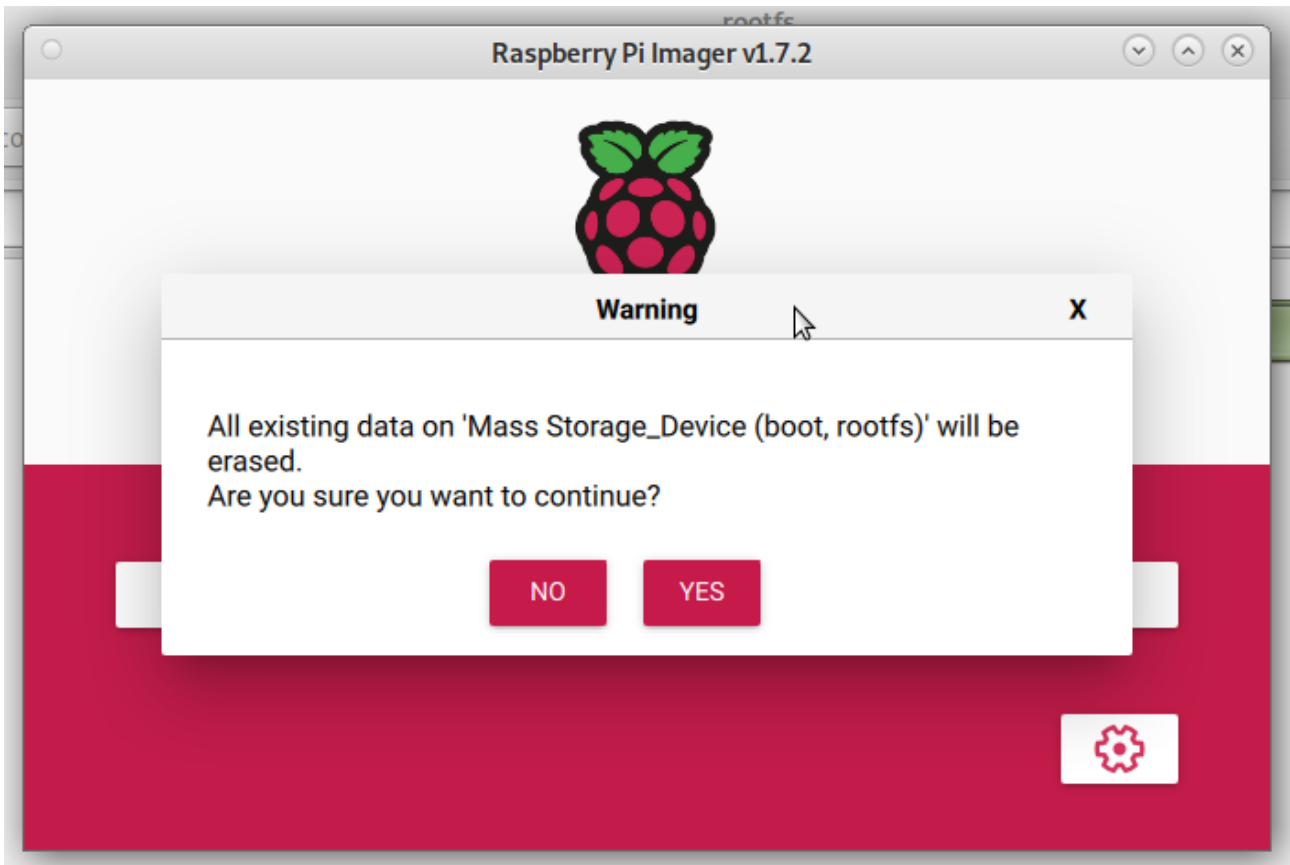 rootfs
Raspberry Pi Imager v1.7.2
Warning
X
All existing data on 'Mass Storage_Device (boot, rootfs)' will be
erased.
Are you sure you want to continue?
NO
YES